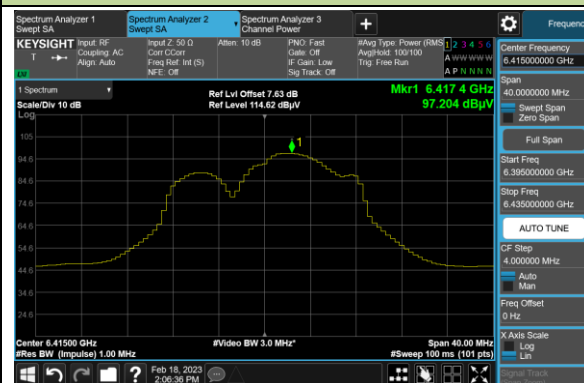 Spectrum Analyzer 1
Swept SA
Spectrum Analyzer 2
Swept SA
Spectrum Analyzer 3
Channel Power
+
Frequency
KEYSIGHT
T
Input: RF
Coupling: AC
Align: Auto
Input Z: 50 Ω
Corr CCorr
Freq Ref: Int (S)
NFE: Off
Atten: 10 dB
PNO: Fast
Gate: Off
IF Gain: Low
Sig Track: Off
#Avg Type: Power (RMS
Avg|Hold: 100/100
Trig: Free Run
1 2 3 4 5 6
A W W W W W
A P N N N N
1 Spectrum
Scale/Div 10 dB
Log
Ref Lvl Offset 7.63 dB
Ref Level 114.62 dBμV
Mkr1 6.417 4 GHz
97.204 dBμV
1
105
94.6
84.6
74.6
64.6
54.6
44.6
34.6
24.6
Center 6.41500 GHz
#Res BW (Impulse) 1.00 MHz
#Video BW 3.0 MHz*
Span 40.00 MHz
#Sweep 100 ms (101 pts)
Center Frequency
6.415000000 GHz
Span
40.0000000 MHz
Swept Span
Zero Span
Full Span
Start Freq
6.395000000 GHz
Stop Freq
6.435000000 GHz
AUTO TUNE
CF Step
4.000000 MHz
Auto
Man
Freq Offset
0 Hz
X Axis Scale
Log
Lin
Signal Track
?
Feb 18, 2023
2:06:36 PM